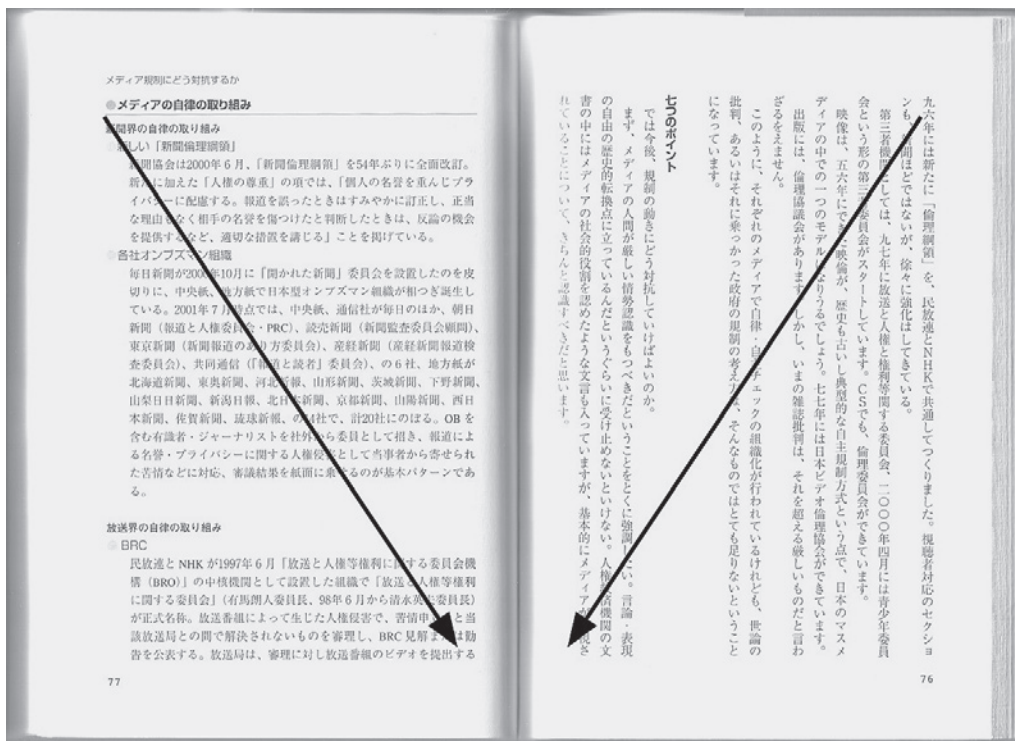 九六年には新たに「倫理綱領」を、民放連とNHKで共通してつくりました。視聴者対応のセクショ
ンも、新聞ほどではないが、徐々に強化はしてきている。
第三者機関としては、九七年に放送と人権と権利等関する委員会、二〇〇〇年四月には青少年委員
会という形の第三者委員会がスタートしています。CSでも、倫理委員会ができています。
映像は、五六年にできた映倫が、歴史も古いし典型的な自主規制方式という点で、日本のマスメ
ディアの中での一つのモデルになりうるでしょう。七七年には日本ビデオ倫理協会ができています。
出版には、倫理協議会があります。しかし、いまの雑誌批判は、それを超える厳しいものだと言わ
ざるをえません。
このように、それぞれのメディアで自律・自主チェックの組織化が行われているけれども、世論の
批判、あるいはそれに乗っかった政府の規制の考え方は、そんなものではとても足りないということ
になっています。
七つのポイント
では今後、規制の動きにどう対抗していけばよいのか。
まず、メディアの人間が厳しい情勢認識をもつべきだということをとくに強調したい。言論・表現
の自由の歴史的転換点に立っているんだというぐらいに受け止めないといけない。人権救済機関の文
書の中にはメディアの社会的役割を認めたような文言も入っていますが、基本的にメディアが視さ
れていることについて、きちんと認識すべきだと思います。
76
メディア規制にどう対抗するか
●メディアの自律の取り組み
新聞界の自律の取り組み
●新しい「新聞倫理綱領」
新聞協会は2000年6月、「新聞倫理綱領」を54年ぶりに全面改訂。
新たに加えた「人権の尊重」の項では、「個人の名誉を重んじプラ
イバシーに配慮する。報道を誤ったときはすみやかに訂正し、正当
な理由もなく相手の名誉を傷つけたと判断したときは、反論の機会
を提供するなど、適切な措置を講じる」ことを掲げている。
●各社オンブズマン組織
毎日新聞が2000年10月に「開かれた新聞」委員会を設置したのを皮
切りに、中央紙、地方紙で日本型オンブズマン組織が相つぎ誕生し
ている。2001年7月時点では、中央紙、通信社が毎日のほか、朝日
新聞（報道と人権委員会・PRC）、読売新聞（新聞監査委員会顧問）、
東京新聞（新聞報道のあり方委員会）、産経新聞（産経新聞報道検
査委員会）、共同通信（「報道と読者」委員会）、の6社、地方紙が
北海道新聞、東奥新聞、河北新報、山形新聞、茨城新聞、下野新聞、
山梨日日新聞、新潟日報、北日本新聞、京都新聞、山陽新聞、西日
本新聞、佐賀新聞、琉球新報、の14社で、計20社にのぼる。OBを
含む有識者・ジャーナリストを社外から委員として招き、報道によ
る名誉・プライバシーに関する人権侵害として当事者から寄せられ
た苦情などに対応、審議結果を紙面に乗せるのが基本パターンであ
る。
放送界の自律の取り組み
●BRC
民放連とNHKが1997年6月「放送と人権等権利に関する委員会機
構（BRO）」の中核機関として設置した組織で「放送と人権等権利
に関する委員会」（有馬朗人委員長、98年6月から清水英夫委員長）
が正式名称。放送番組によって生じた人権侵害で、苦情申立人と当
該放送局との間で解決されないものを審理し、BRC見解または勧
告を公表する。放送局は、審理に対し放送番組のビデオを提出する
77